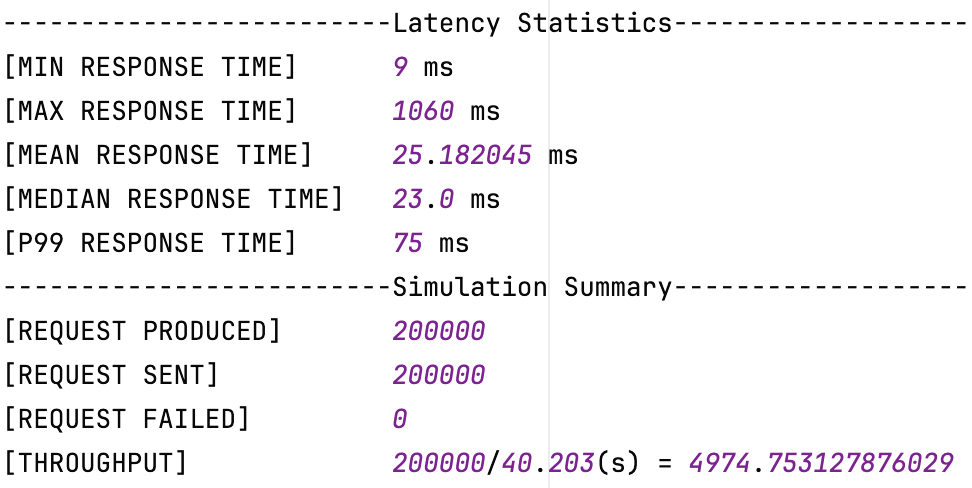 -------------------------Latency Statistics-------------------
[MIN RESPONSE TIME]      9 ms
[MAX RESPONSE TIME]      1060 ms
[MEAN RESPONSE TIME]     25.182045 ms
[MEDIAN RESPONSE TIME]   23.0 ms
[P99 RESPONSE TIME]      75 ms
-------------------------Simulation Summary-------------------
[REQUEST PRODUCED]       200000
[REQUEST SENT]           200000
[REQUEST FAILED]         0
[THROUGHPUT]             200000/40.203(s) = 4974.753127876029